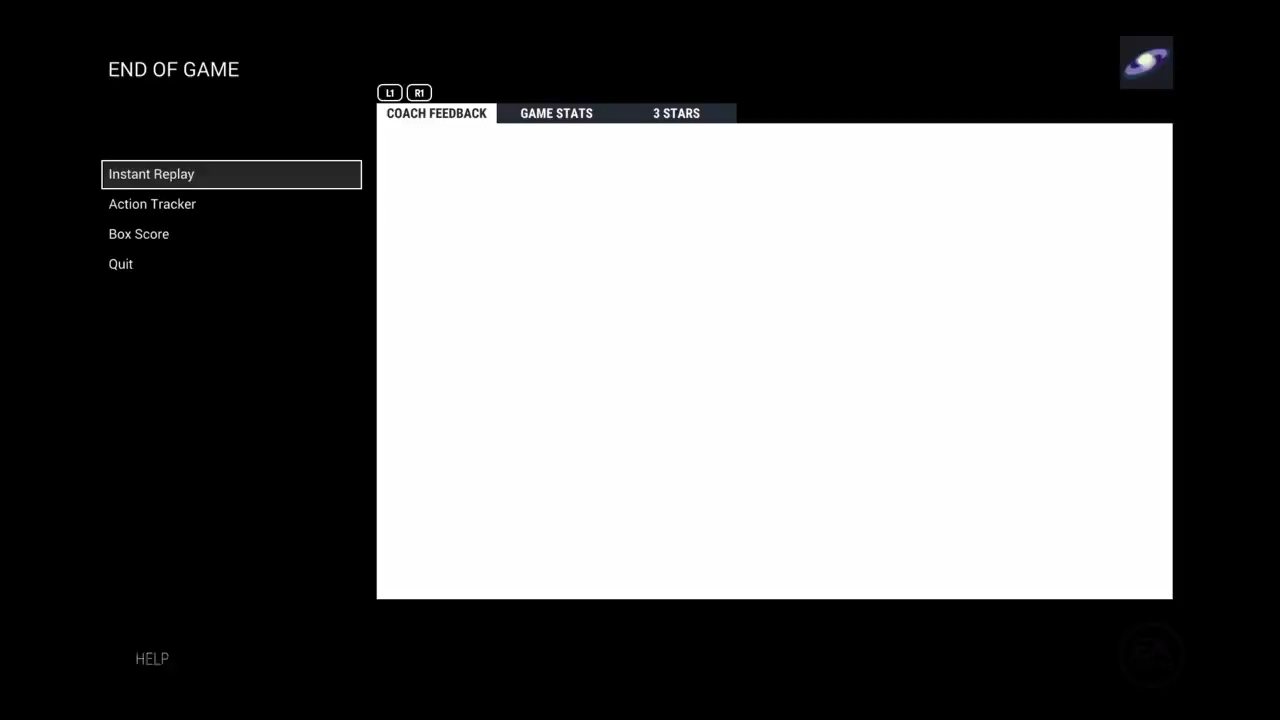 END OF GAME
L1 R1
COACH FEEDBACK GAME STATS 3 STARS
Instant Replay
Action Tracker
Box Score
Quit
HELP
EA